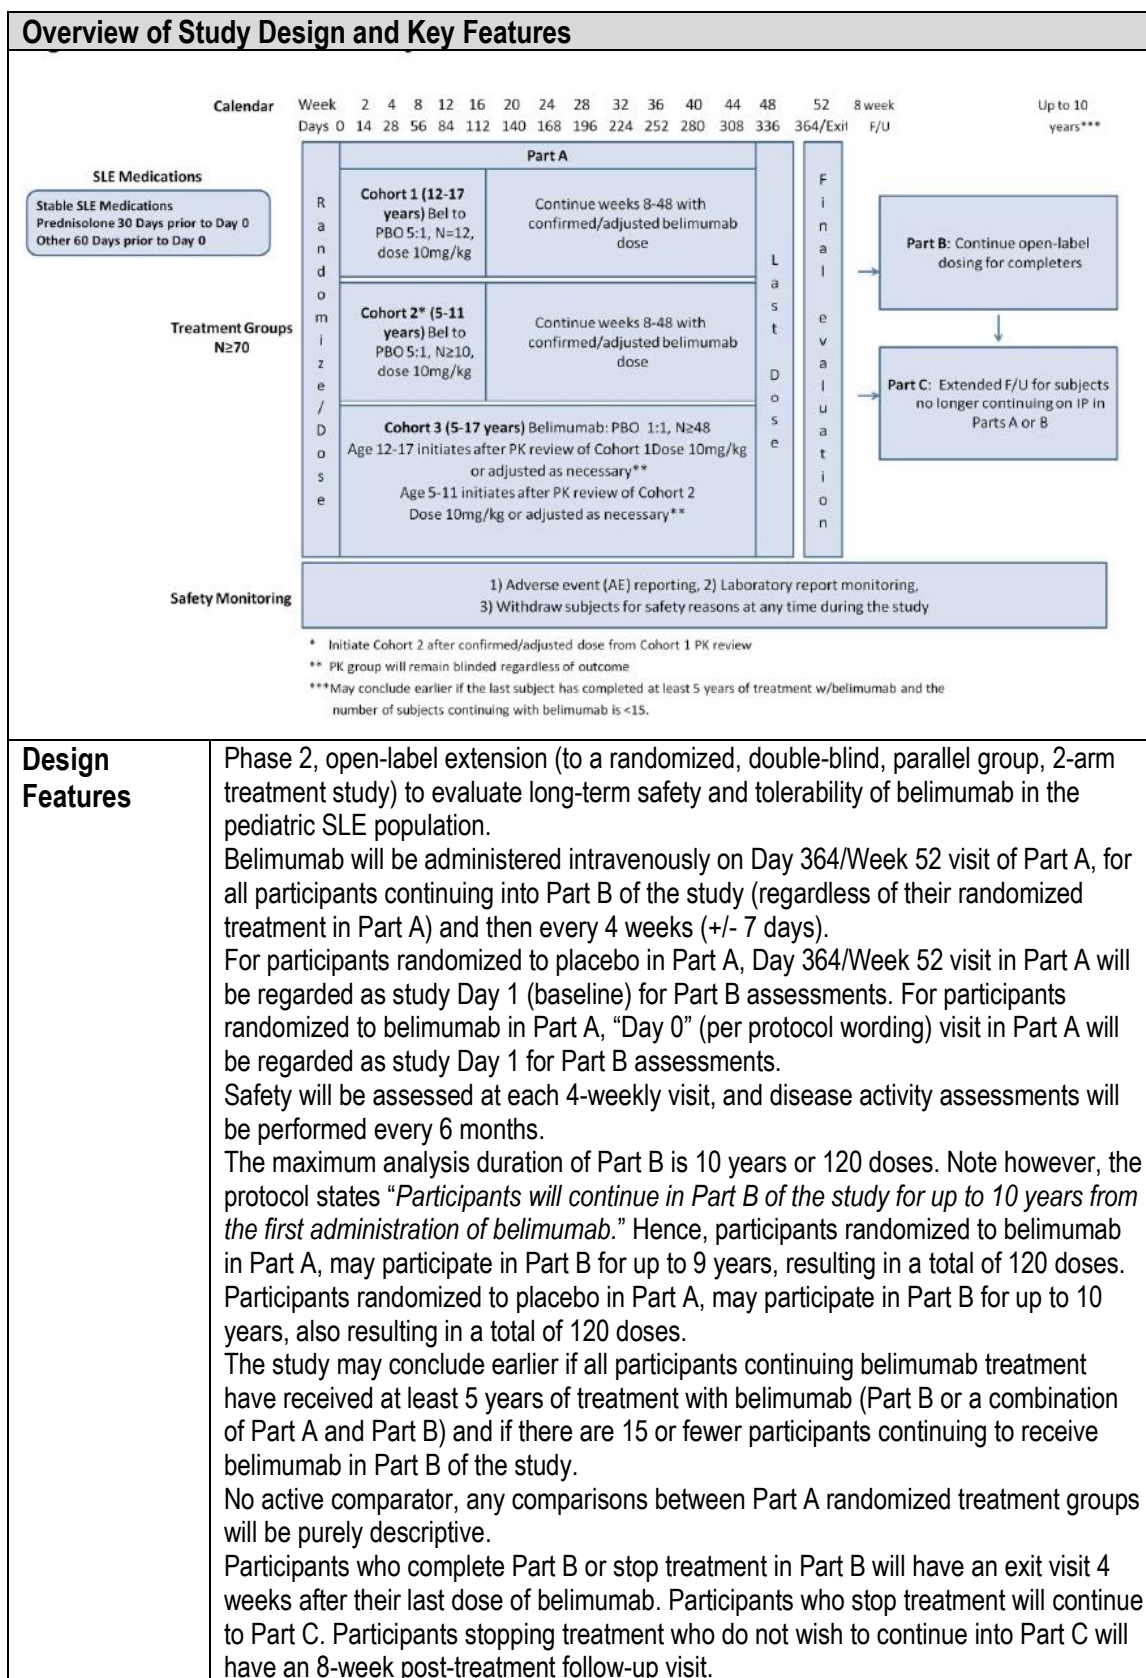 Overview of Study Design and Key Features
Calendar
Week 2 4 8 12 16 20 24 28 32 36 40 44 48 52 8 week Up to 10
Days 0 14 28 56 84 112 140 168 196 224 252 280 308 336 364/Exit F/U years***
SLE Medications
Stable SLE Medications
Prednisolone 30 Days prior to Day 0
Other 60 Days prior to Day 0
Treatment Groups
N≥70
Randomize/Dose
Part A
Cohort 1 (12-17
years) Bel to
PBO 5:1, N=12,
dose 10mg/kg
Continue weeks 8-48 with
confirmed/adjusted belimumab
dose
Cohort 2* (5-11
years) Bel to
PBO 5:1, N≥10,
dose 10mg/kg
Continue weeks 8-48 with
confirmed/adjusted belimumab
dose
Cohort 3 (5-17 years) Belimumab: PBO 1:1, N≥48
Age 12-17 initiates after PK review of Cohort 1Dose 10mg/kg
or adjusted as necessary**
Age 5-11 initiates after PK review of Cohort 2
Dose 10mg/kg or adjusted as necessary**
Last Dose
Final evaluation
Part B: Continue open-label
dosing for completers
Part C: Extended F/U for subjects
no longer continuing on IP in
Parts A or B
Safety Monitoring
1) Adverse event (AE) reporting, 2) Laboratory report monitoring,
3) Withdraw subjects for safety reasons at any time during the study
* Initiate Cohort 2 after confirmed/adjusted dose from Cohort 1 PK review
** PK group will remain blinded regardless of outcome
***May conclude earlier if the last subject has completed at least 5 years of treatment w/belimumab and the
number of subjects continuing with belimumab is <15.
Design
Features
Phase 2, open-label extension (to a randomized, double-blind, parallel group, 2-arm
treatment study) to evaluate long-term safety and tolerability of belimumab in the
pediatric SLE population.
Belimumab will be administered intravenously on Day 364/Week 52 visit of Part A, for
all participants continuing into Part B of the study (regardless of their randomized
treatment in Part A) and then every 4 weeks (+/- 7 days).
For participants randomized to placebo in Part A, Day 364/Week 52 visit in Part A will
be regarded as study Day 1 (baseline) for Part B assessments. For participants
randomized to belimumab in Part A, “Day 0” (per protocol wording) visit in Part A will
be regarded as study Day 1 for Part B assessments.
Safety will be assessed at each 4-weekly visit, and disease activity assessments will
be performed every 6 months.
The maximum analysis duration of Part B is 10 years or 120 doses. Note however, the
protocol states “Participants will continue in Part B of the study for up to 10 years from
the first administration of belimumab.” Hence, participants randomized to belimumab
in Part A, may participate in Part B for up to 9 years, resulting in a total of 120 doses.
Participants randomized to placebo in Part A, may participate in Part B for up to 10
years, also resulting in a total of 120 doses.
The study may conclude earlier if all participants continuing belimumab treatment
have received at least 5 years of treatment with belimumab (Part B or a combination
of Part A and Part B) and if there are 15 or fewer participants continuing to receive
belimumab in Part B of the study.
No active comparator, any comparisons between Part A randomized treatment groups
will be purely descriptive.
Participants who complete Part B or stop treatment in Part B will have an exit visit 4
weeks after their last dose of belimumab. Participants who stop treatment will continue
to Part C. Participants stopping treatment who do not wish to continue into Part C will
have an 8-week post-treatment follow-up visit.